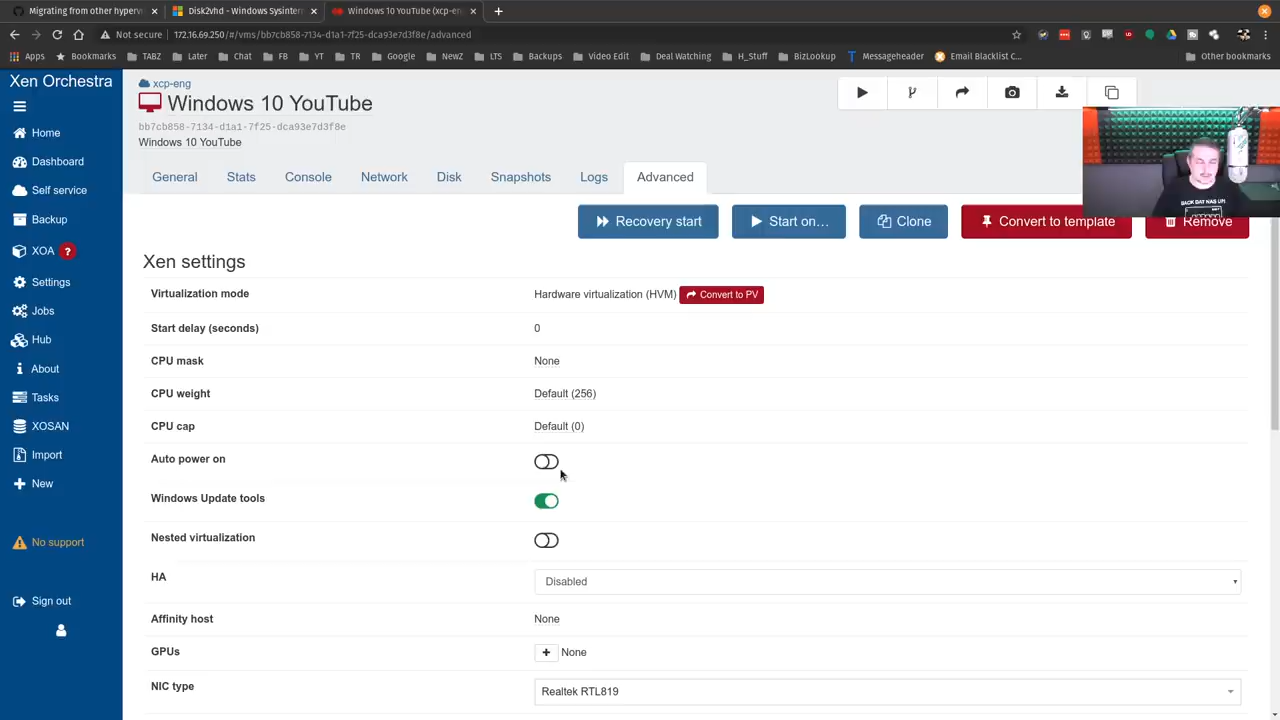 Migrating from other hyperv
Disk2vhd - Windows Sysinter
Windows 10 YouTube (xcp-en
Not secure
172.16.69.250/#/vms/bb7cb858-7134-d1a1-7f25-dca93e7d3f8e/advanced
Apps
Bookmarks
TABZ
Later
Chat
FB
YT
TR
Google
NewZ
LTS
Backups
Video Edit
Deal Watching
H_Stuff
BizLookup
Messageheader
Email Blacklist C...
Other bookmarks
Xen Orchestra
Home
Dashboard
Self service
Backup
XOA ?
Settings
Jobs
Hub
About
Tasks
XOSAN
Import
New
No support
Sign out
xcp-eng
Windows 10 YouTube
bb7cb858-7134-d1a1-7f25-dca93e7d3f8e
Windows 10 YouTube
General
Stats
Console
Network
Disk
Snapshots
Logs
Advanced
BACK DAT NAS UP!
Recovery start
Start on...
Clone
Convert to template
Remove
Xen settings
Virtualization mode
Hardware virtualization (HVM) Convert to PV
Start delay (seconds)
0
CPU mask
None
CPU weight
Default (256)
CPU cap
Default (0)
Auto power on
Windows Update tools
Nested virtualization
HA
Disabled
Affinity host
None
GPUs
+ None
NIC type
Realtek RTL819